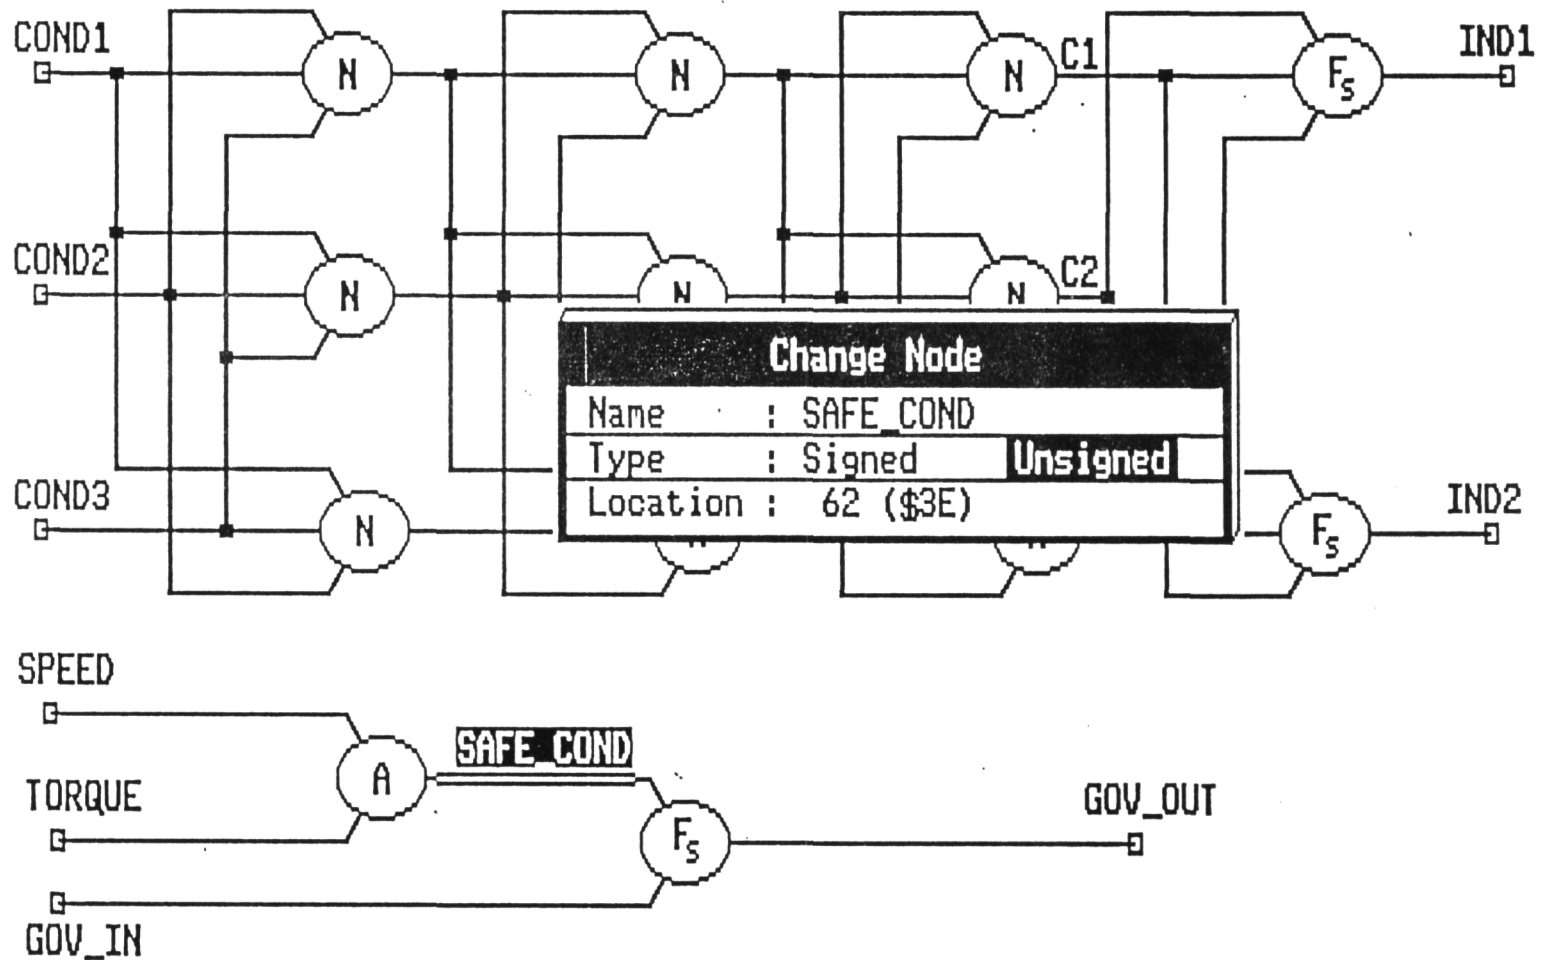 COND1
N
N
N
C1
Fs
IND1
COND2
N
N
N
C2
Change Node
Name : SAFE_COND
Type : Signed Unsigned
Location : 62 ($3E)
COND3
N
Fs
IND2
SPEED
SAFE_COND
A
TORQUE
Fs
GOV_OUT
GOV_IN